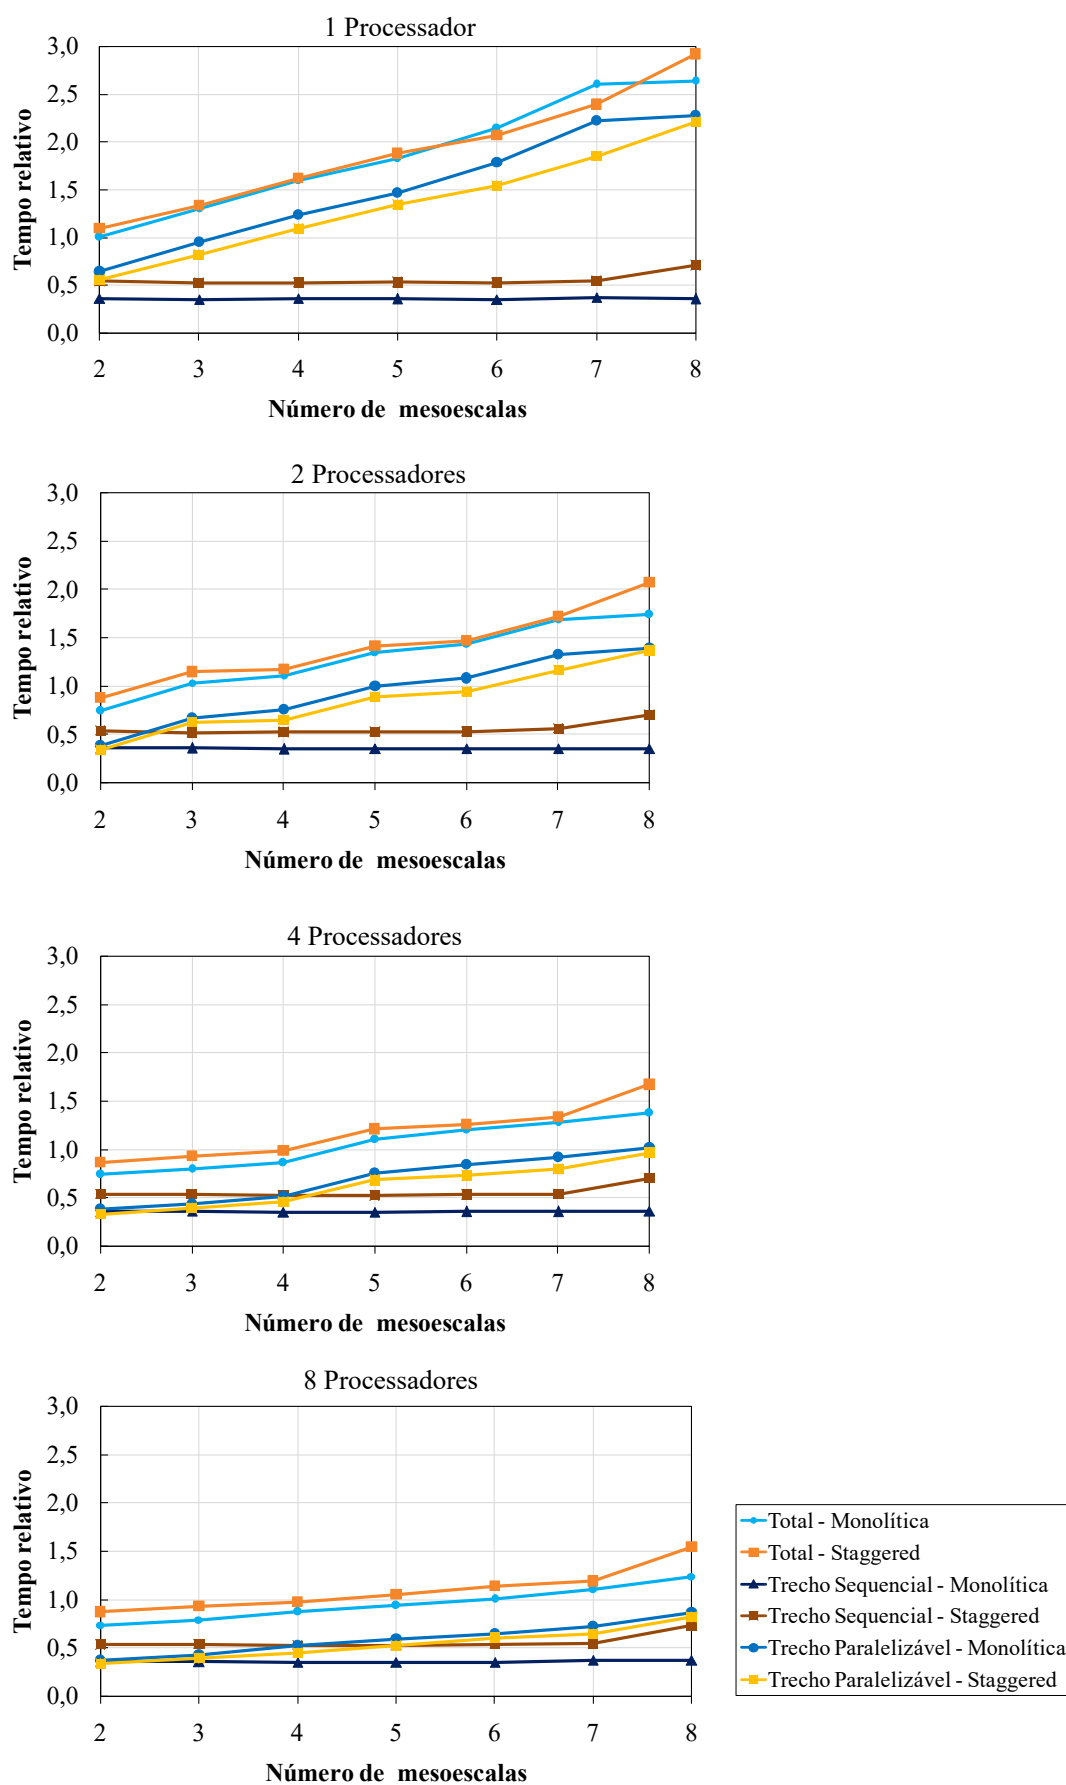 1 Processador
3,0
2,5
2,0
1,5
1,0
0,5
0,0
Tempo relativo
2 3 4 5 6 7 8
Número de mesoescalas
2 Processadores
3,0
2,5
2,0
1,5
1,0
0,5
0,0
Tempo relativo
2 3 4 5 6 7 8
Número de mesoescalas
4 Processadores
3,0
2,5
2,0
1,5
1,0
0,5
0,0
Tempo relativo
2 3 4 5 6 7 8
Número de mesoescalas
8 Processadores
3,0
2,5
2,0
1,5
1,0
0,5
0,0
Tempo relativo
2 3 4 5 6 7 8
Número de mesoescalas
Total - Monolítica
Total - Staggered
Trecho Sequencial - Monolítica
Trecho Sequencial - Staggered
Trecho Paralelizável - Monolítica
Trecho Paralelizável - Staggered